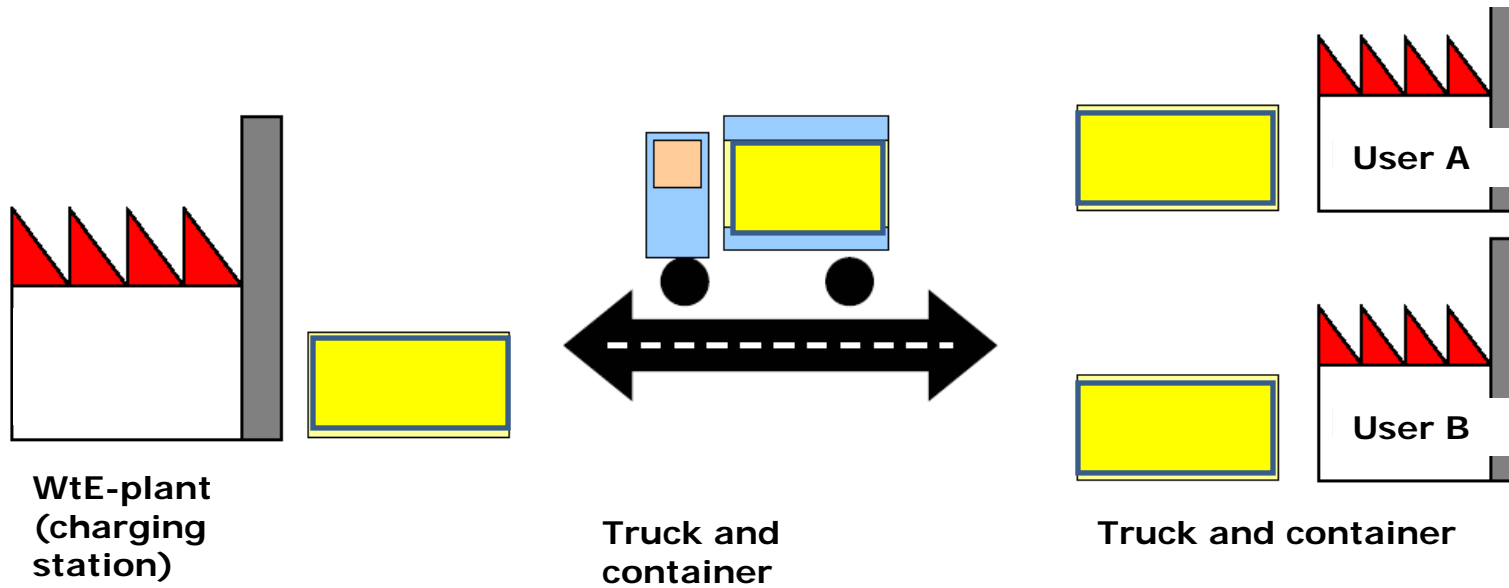 User A
User B
WtE-plant
(charging
station)
Truck and
container
Truck and container